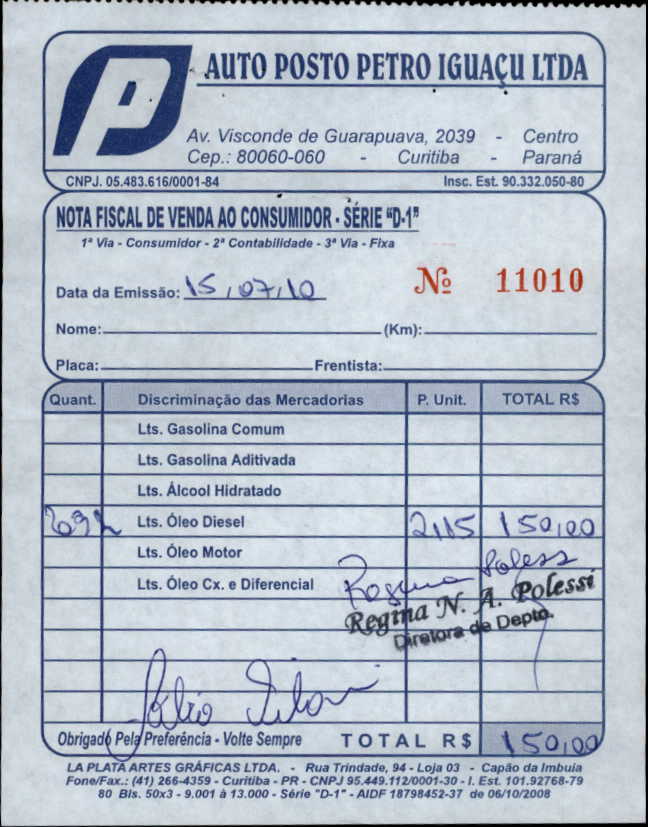 P
AUTO POSTO PETRO IGUAÇU LTDA
Av. Visconde de Guarapuava, 2039 - Centro
Cep.: 80060-060 - Curitiba - Paraná
CNPJ. 05.483.616/0001-84 Insc. Est. 90.332.050-80
NOTA FISCAL DE VENDA AO CONSUMIDOR - SÉRIE "D-1"
1ª Via - Consumidor - 2ª Contabilidade - 3ª Via - Fixa
Data da Emissão: 15,07,10 Nº 11010
Nome: (Km):
Placa: Frentista:
Quant. Discriminação das Mercadorias P. Unit. TOTAL R$
Lts. Gasolina Comum
Lts. Gasolina Aditivada
Lts. Álcool Hidratado
Lts. Óleo Diesel 2,115 150,00
Lts. Óleo Motor
Lts. Óleo Cx. e Diferencial
Regina N. A. Polessi
Diretora de Depto.
Obrigado Pela Preferência - Volte Sempre TOTAL R$ 150,00
LA PLATA ARTES GRÁFICAS LTDA. - Rua Trindade, 94 - Loja 03 - Capão da Imbuia
Fone/Fax.: (41) 266-4359 - Curitiba - PR - CNPJ 95.449.112/0001-30 - I. Est. 101.92768-79
80 Bls. 50x3 - 9.001 à 13.000 - Série "D-1" - AIDF 18798452-37 de 06/10/2008